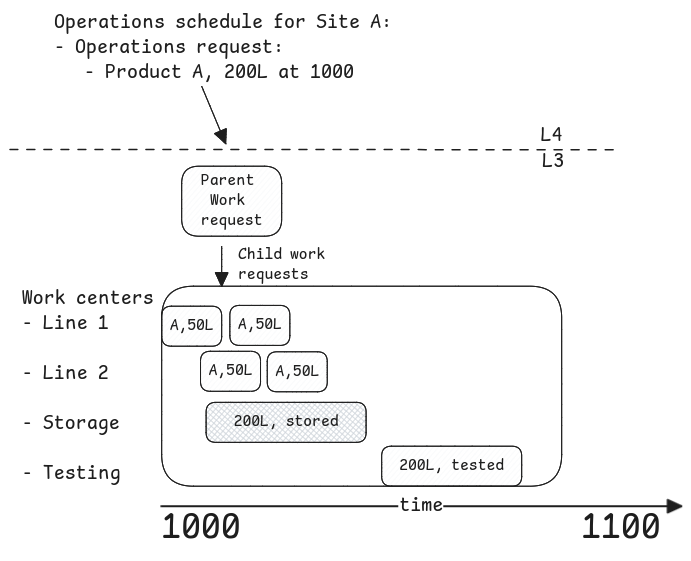 Operations schedule for Site A:
- Operations request:
- Product A, 200L at 1000
L4
L3
Parent
Work
request
Child work
requests
Work centers
- Line 1
A,50L
A,50L
- Line 2
A,50L
A,50L
- Storage
200L, stored
- Testing
200L, tested
time
1000
1100